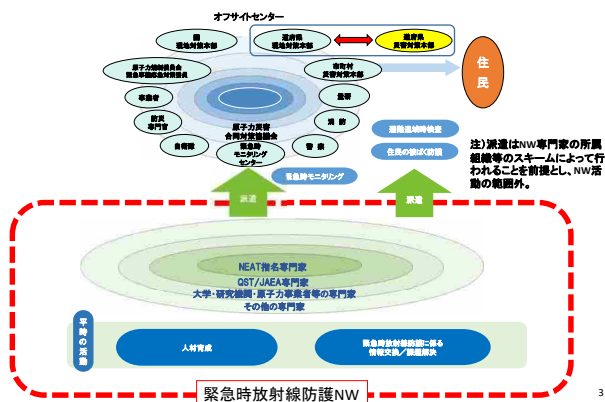 オフサイトセンター
国
現地対策本部
道府県
現地対策本部
道府県
災害対策本部
原子力規制委員会
緊急事態応急対策委員
市町村
災害対策本部
住民
事業者
量研
防災
専門官
消 防
原子力災害
合同対策協議会
自衛隊
緊急時
モニタリング
センター
警 察
避難退域時検査
住民の被ばく防護
緊急時モニタリング
注）派遣はNW専門家の所属
組織等のスキームによって行
われることを前提とし、NW活
動の範囲外。
派遣
派遣
NEAT指名専門家
QST/JAEA専門家
大学・研究機関・原子力事業者等の専門家
その他の専門家
平時の活動
人材育成
緊急時放射線防護に係る
情報交換／課題解決
緊急時放射線防護NW
3